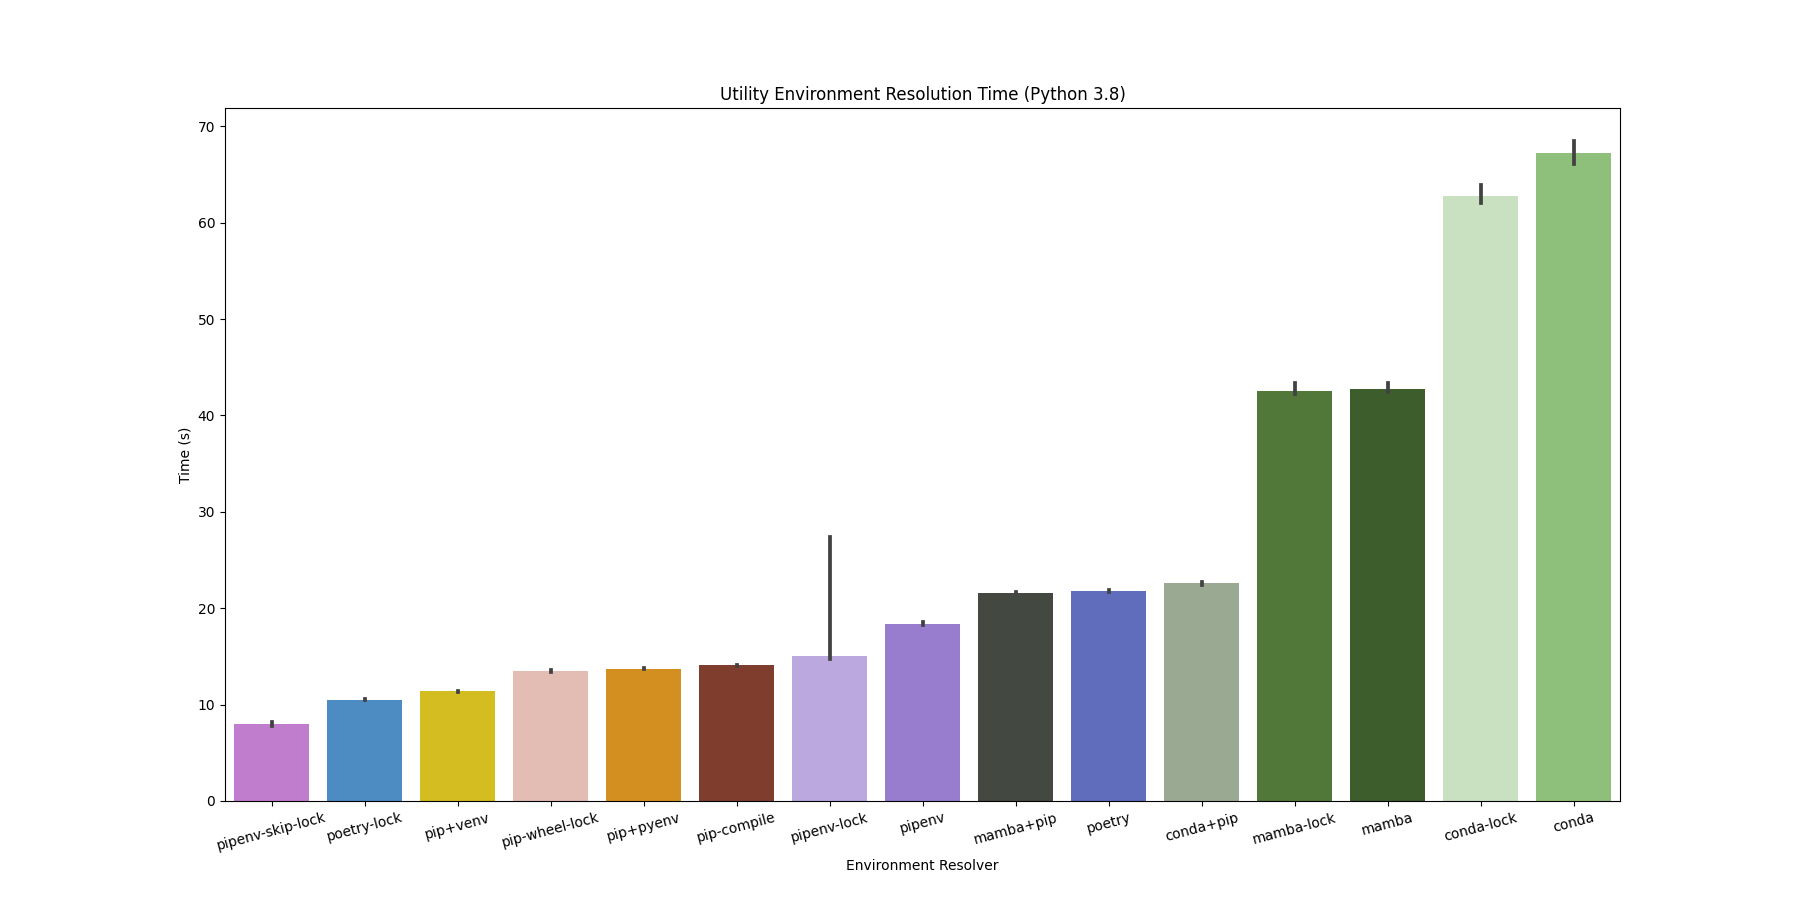 Utility Environment Resolution Time (Python 3.8)
70
60
50
40
30
20
10
0
Time (s)
pipenv-skip-lock
poetry-lock
pip+venv
pip-wheel-lock
pip+pyenv
pip-compile
pipenv-lock
pipenv
mamba+pip
poetry
conda+pip
mamba-lock
mamba
conda-lock
conda
Environment Resolver